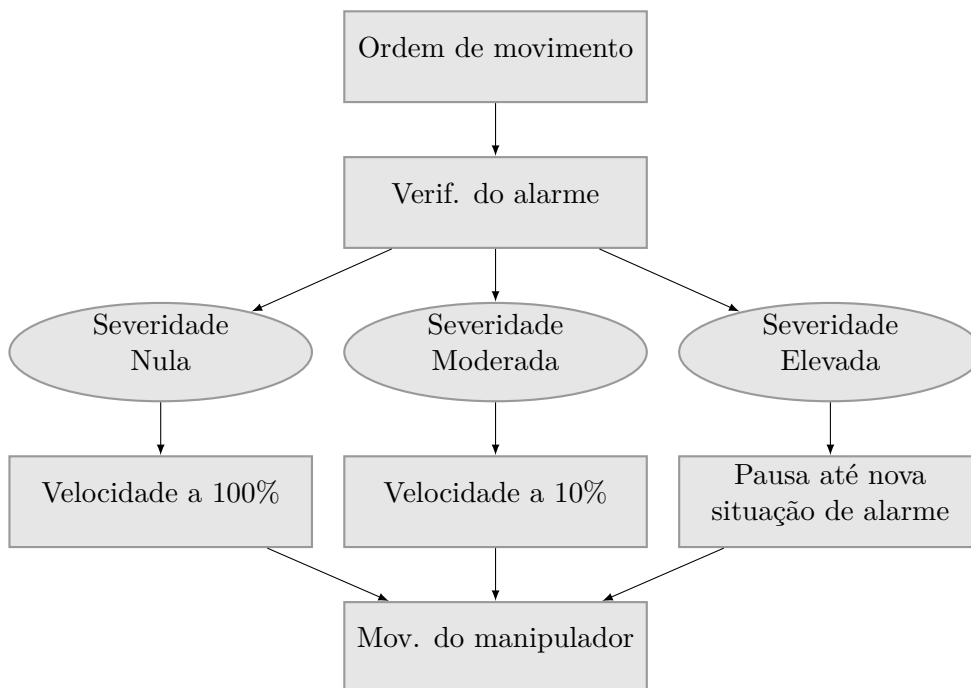 Ordem de movimento
Verif. do alarme
Severidade
Nula
Severidade
Moderada
Severidade
Elevada
Velocidade a 100%
Velocidade a 10%
Pausa até nova
situação de alarme
Mov. do manipulador